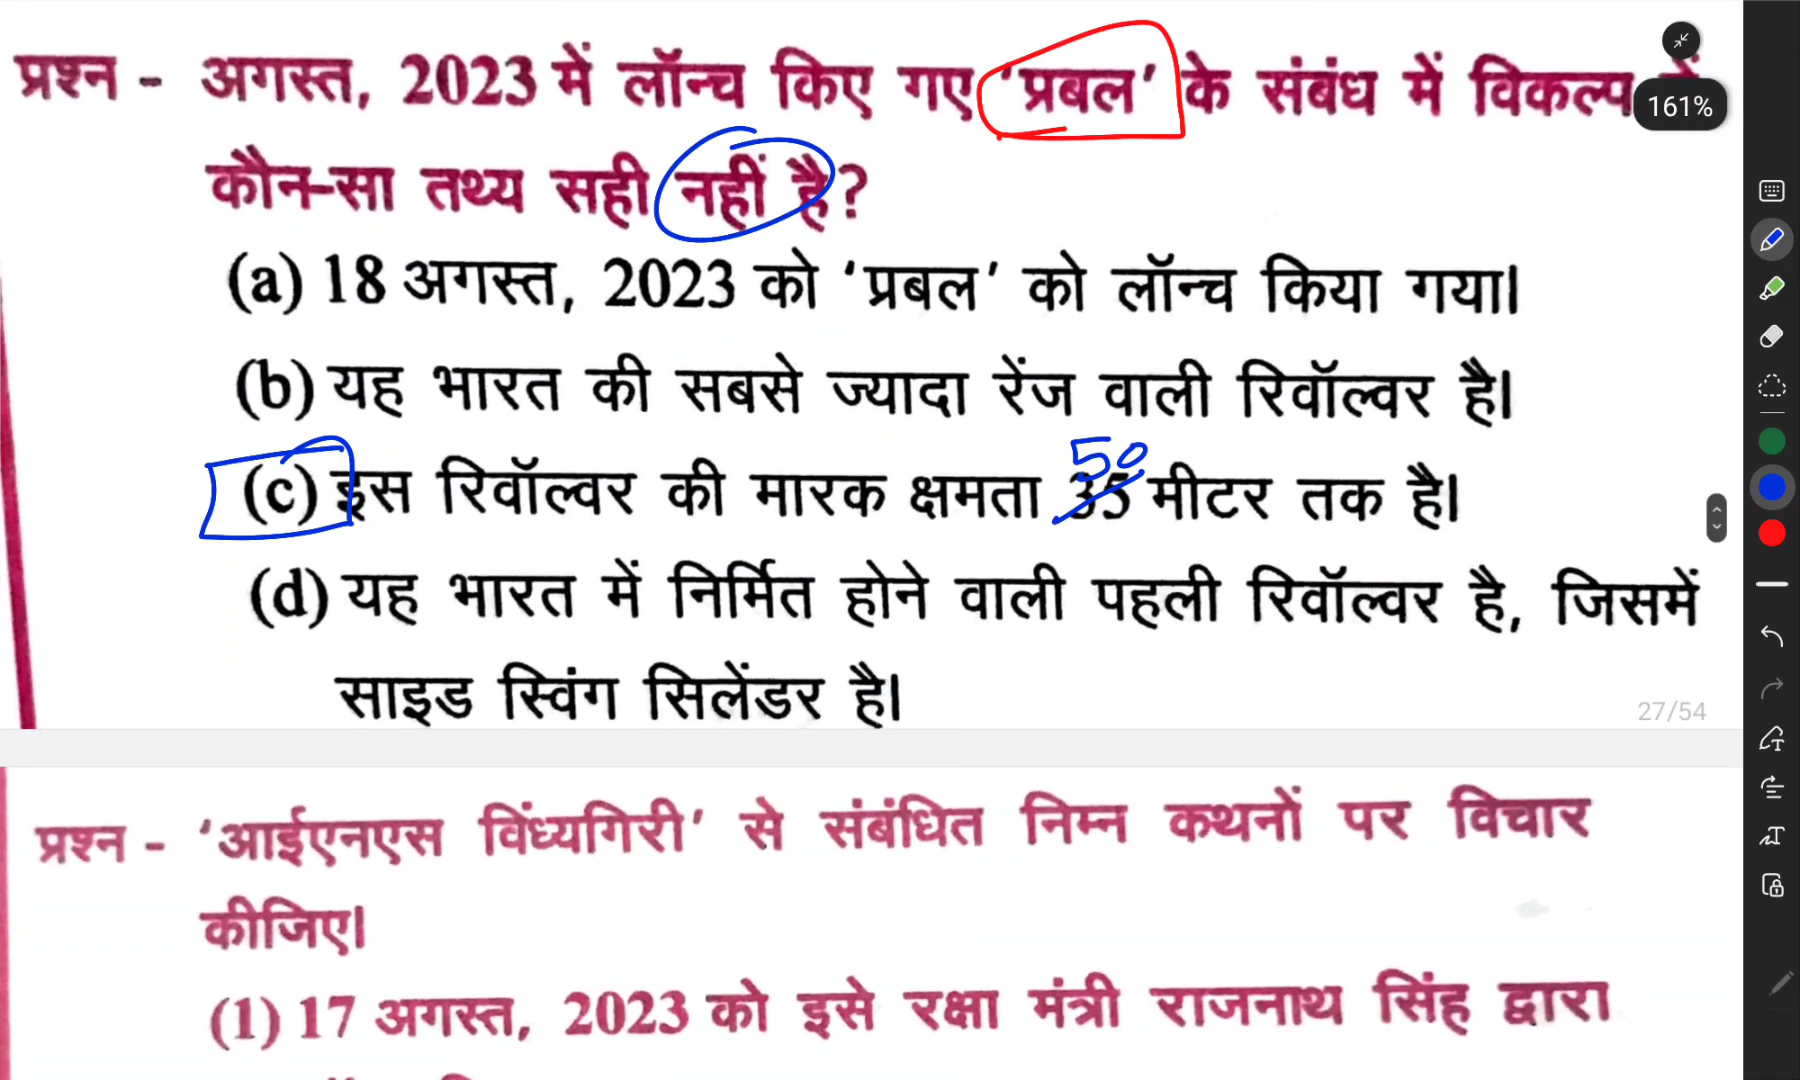 प्रश्न - अगस्त, 2023 में लॉन्च किए गए 'प्रबल' के संबंध में विकल्प में
161%
कौन-सा तथ्य सही नहीं है?
(a) 18 अगस्त, 2023 को 'प्रबल' को लॉन्च किया गया।
(b) यह भारत की सबसे ज्यादा रेंज वाली रिवॉल्वर है।
50
(c) इस रिवॉल्वर की मारक क्षमता 35 मीटर तक है।
(d) यह भारत में निर्मित होने वाली पहली रिवॉल्वर है, जिसमें
साइड स्विंग सिलेंडर है।
27/54
प्रश्न - 'आईएनएस विंध्यगिरी' से संबंधित निम्न कथनों पर विचार
कीजिए।
(1) 17 अगस्त, 2023 को इसे रक्षा मंत्री राजनाथ सिंह द्वारा